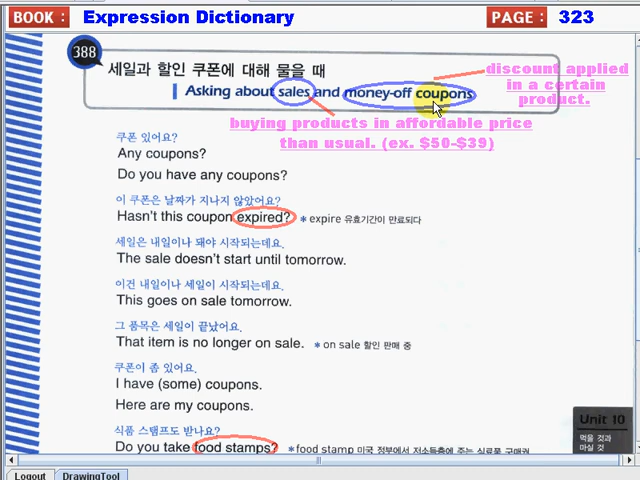 BOOK : Expression Dictionary PAGE : 323
388
세일과 할인 쿠폰에 대해 물을 때
Asking about sales and money-off coupons
discount applied
in a certain
product.
buying products in affordable price
than usual. (ex. $50-$39)
쿠폰 있어요?
Any coupons?
Do you have any coupons?
이 쿠폰은 날짜가 지나지 않았어요?
Hasn't this coupon expired? * expire 유효기간이 만료되다
세일은 내일이나 돼야 시작되는데요.
The sale doesn't start until tomorrow.
이건 내일이나 세일이 시작되는데요.
This goes on sale tomorrow.
그 품목은 세일이 끝났어요.
That item is no longer on sale. * on sale 할인 판매 중
쿠폰이 좀 있어요.
I have (some) coupons.
Here are my coupons.
식품 스탬프도 받나요?
Do you take food stamps? * food stamp 미국 정부에서 저소득층에 주는 식료품 구매권
Unit 10
먹을 것과
마실 것
Logout DrawingTool